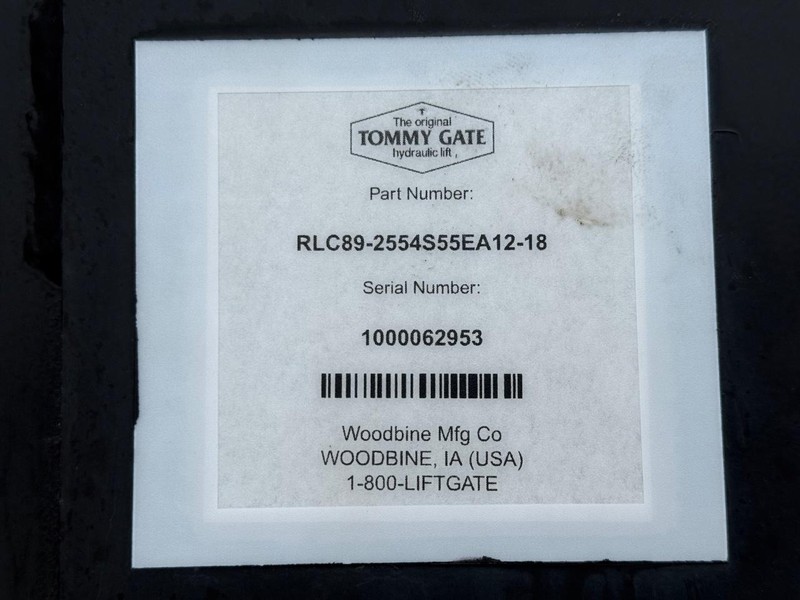 The original
TOMMY GATE
hydraulic lift
Part Number:
RLC89-2554S55EA12-18
Serial Number:
1000062953
Woodbine Mfg Co
WOODBINE, IA (USA)
1-800-LIFTGATE